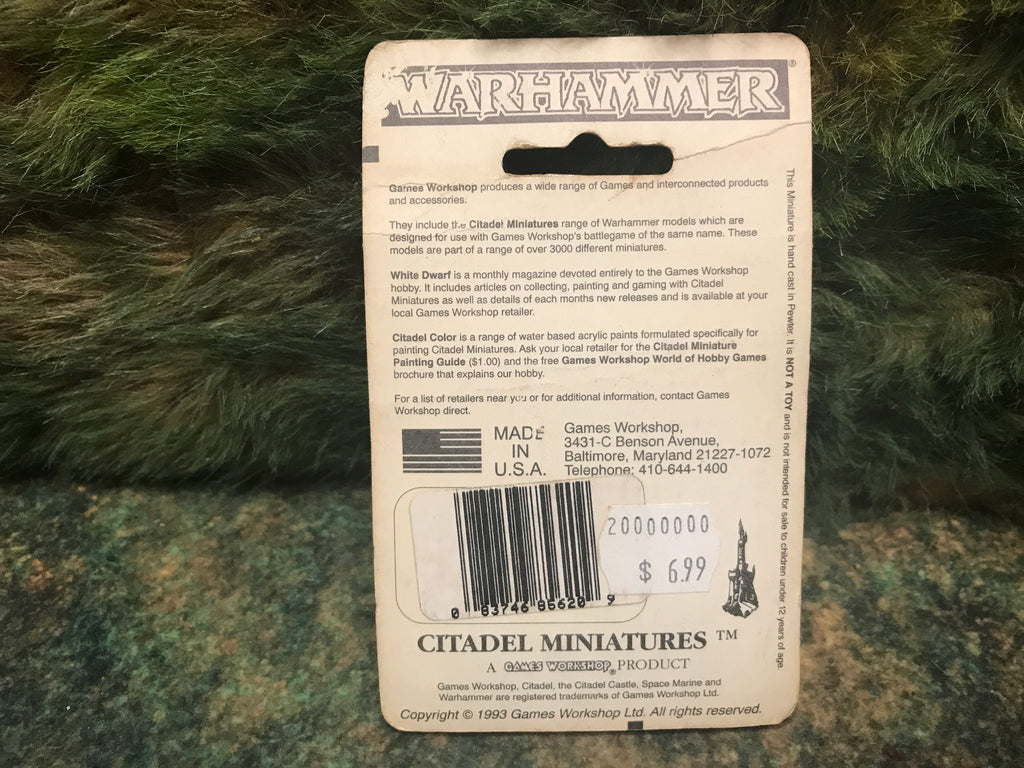 WARHAMMER®
Games Workshop produces a wide range of Games and interconnected products
and accessories.
They include the Citadel Miniatures range of Warhammer models which are
designed for use with Games Workshop's battlegame of the same name. These
models are part of a range of over 3000 different miniatures.
White Dwarf is a monthly magazine devoted entirely to the Games Workshop
hobby. It includes articles on collecting, painting and gaming with Citadel
Miniatures as well as details of each months new releases and is available at your
local Games Workshop retailer.
Citadel Color is a range of water based acrylic paints formulated specifically for
painting Citadel Miniatures. Ask your local retailer for the Citadel Miniature
Painting Guide ($1.00) and the free Games Workshop World of Hobby Games
brochure that explains our hobby.
For a list of retailers near you or for additional information, contact Games
Workshop direct.
MADE
IN
U.S.A.
Games Workshop,
3431-C Benson Avenue,
Baltimore, Maryland 21227-1072
Telephone: 410-644-1400
This Miniature is hand cast in Pewter. It is NOT A TOY and is not intended for sale to children under 12 years of age.
20000000
$ 6.99
0 83746 85620 9
CITADEL MINIATURES ™
A GAMES WORKSHOP® PRODUCT
Games Workshop, Citadel, the Citadel Castle, Space Marine and
Warhammer are registered trademarks of Games Workshop Ltd.
Copyright © 1993 Games Workshop Ltd. All rights reserved.